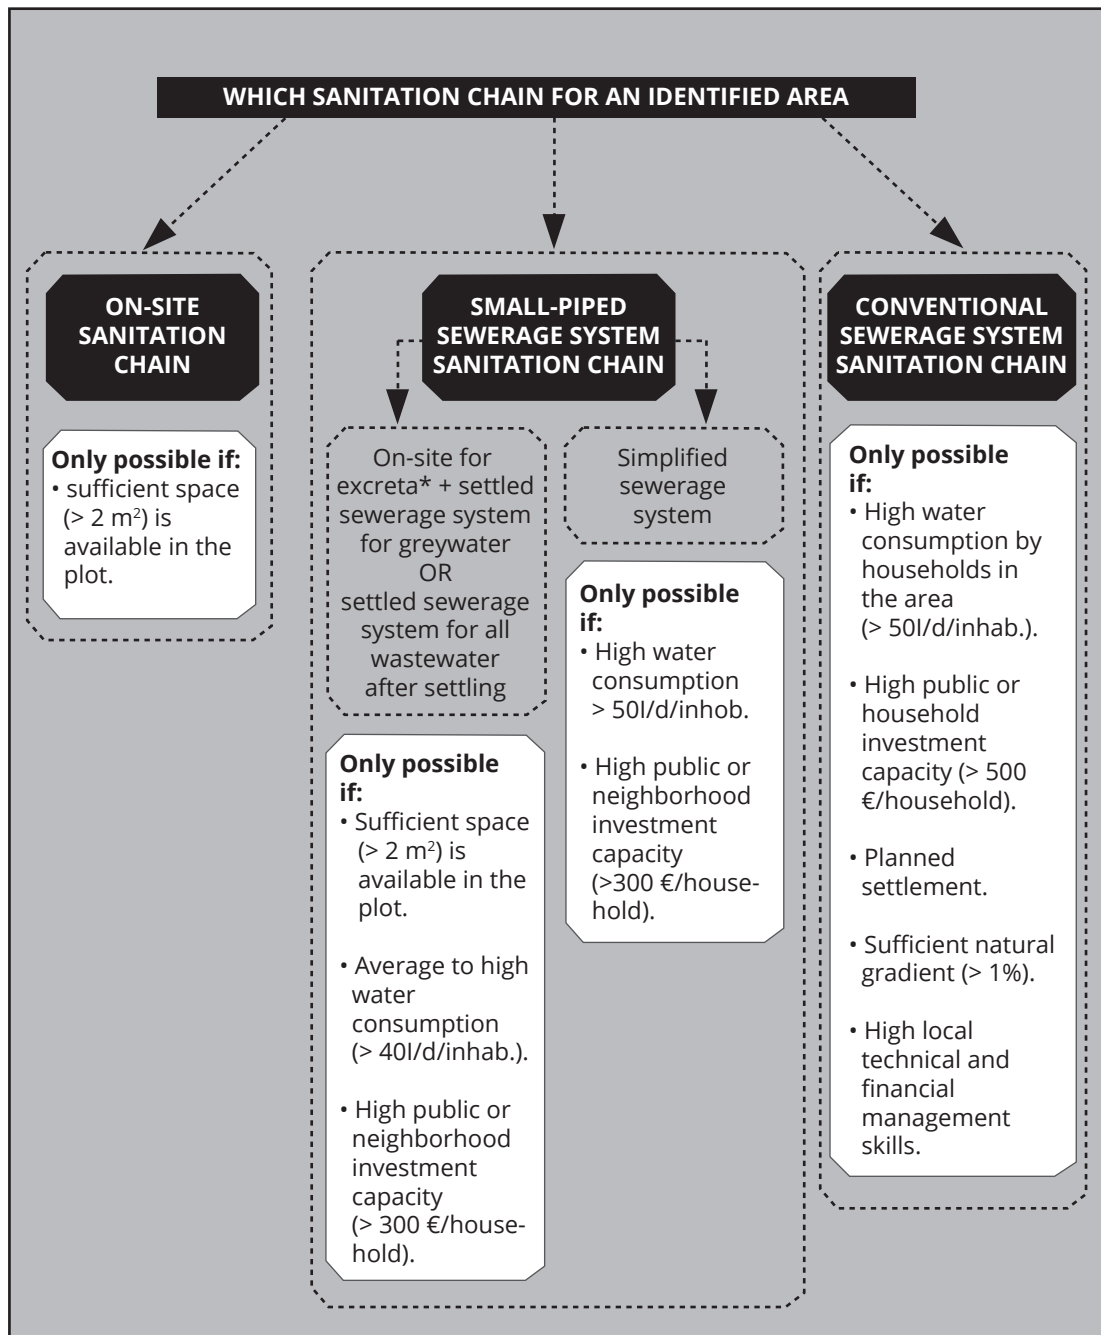 WHICH SANITATION CHAIN FOR AN IDENTIFIED AREA
ON-SITE
SANITATION
CHAIN
Only possible if:
• sufficient space
(> 2 m²) is
available in the
plot.
SMALL-PIPED
SEWERAGE SYSTEM
SANITATION CHAIN
On-site for
excreta* + settled
sewerage system
for greywater
OR
settled sewerage
system for all
wastewater
after settling
Only possible
if:
• Sufficient space
(> 2 m²) is
available in the
plot.
• Average to high
water
consumption
(> 40l/d/inhab.).
• High public or
neighborhood
investment
capacity
(> 300 €/house-
hold).
Simplified
sewerage
system
Only possible
if:
• High water
consumption
> 50l/d/inhob.
• High public or
neighborhood
investment
capacity
(>300 €/house-
hold).
CONVENTIONAL
SEWERAGE SYSTEM
SANITATION CHAIN
Only possible
if:
• High water
consumption by
households in
the area
(> 50l/d/inhab.).
• High public or
household
investment
capacity (> 500
€/household).
• Planned
settlement.
• Sufficient natural
gradient (> 1%).
• High local
technical and
financial
management
skills.